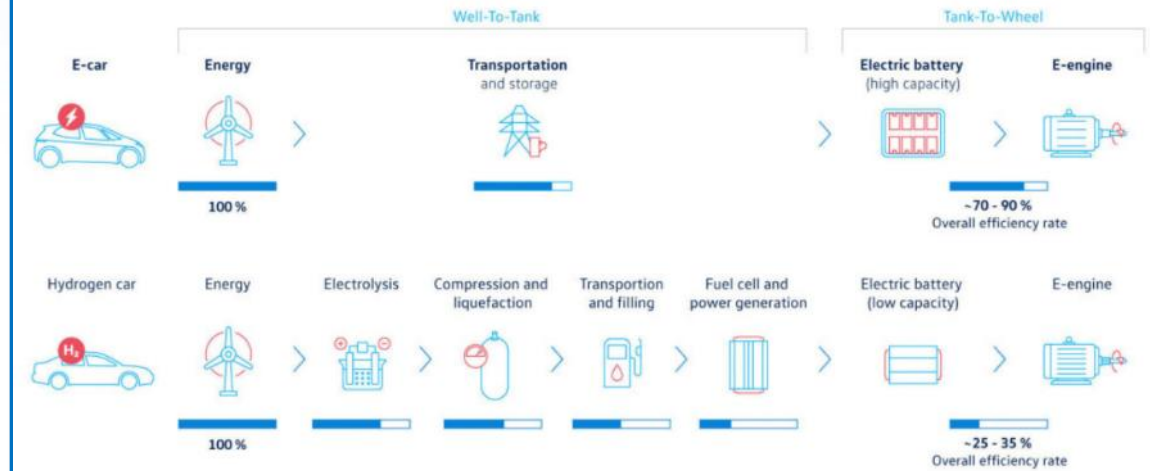 Well-To-Tank
Tank-To-Wheel
E-car
Energy
Transportation
and storage
Electric battery
(high capacity)
E-engine
100 %
~70 - 90 %
Overall efficiency rate
Hydrogen car
Energy
Electrolysis
Compression and
liquefaction
Transportion
and filling
Fuel cell and
power generation
Electric battery
(low capacity)
E-engine
H₂
100 %
~25 - 35 %
Overall efficiency rate